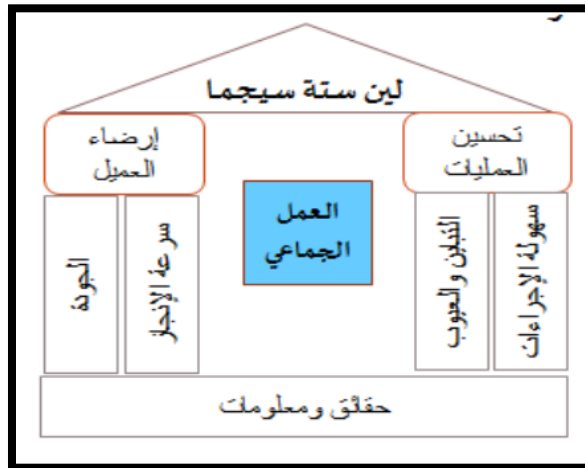 لين ستة سيجما
تحسين
العمليات
إرضاء
العميل
العمل
الجماعي
سهولة الإجراءات
التباين والعيوب
سرعة الإنجاز
الجودة
حقائق ومعلومات